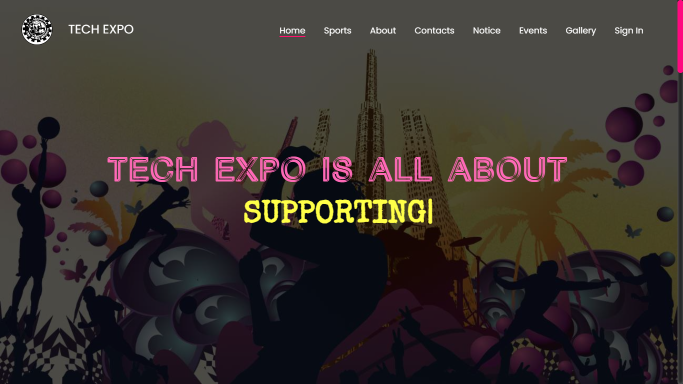 TECH EXPO
Home Sports About Contacts Notice Events Gallery Sign In
TECH EXPO IS ALL ABOUT
SUPPORTING|